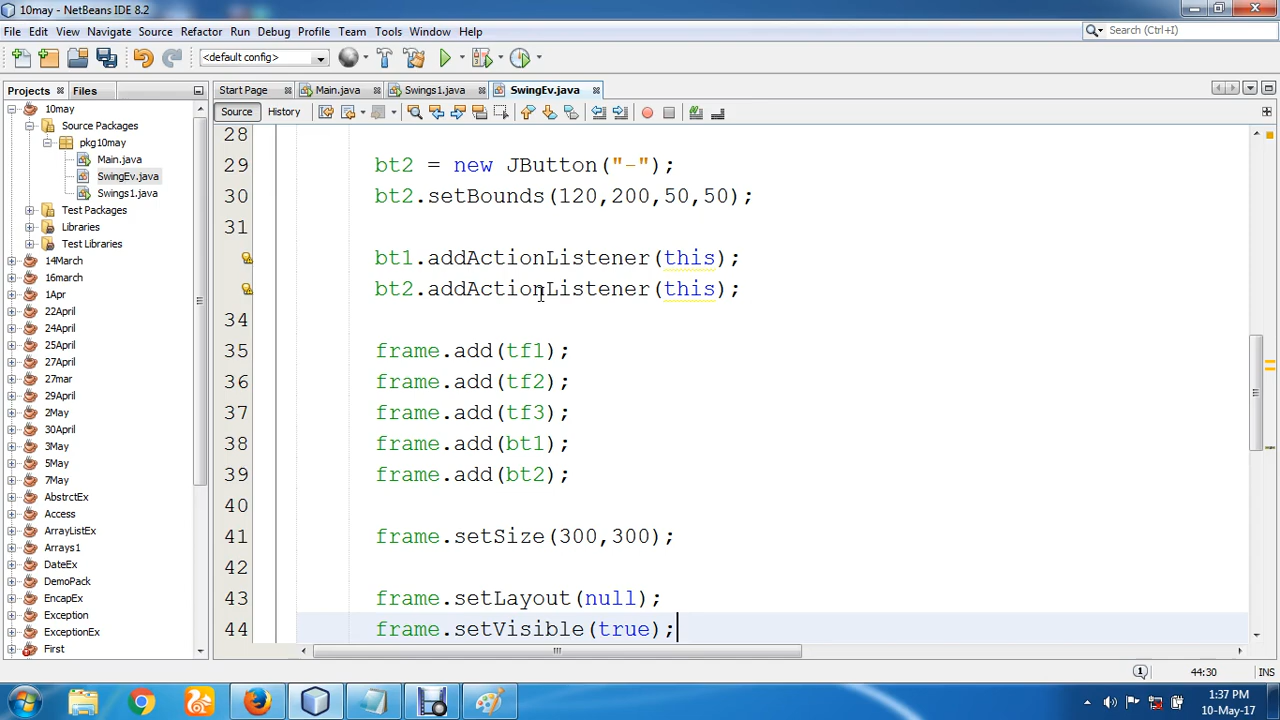 10may - NetBeans IDE 8.2
File Edit View Navigate Source Refactor Run Debug Profile Team Tools Window Help
Search (Ctrl+I)
<default config>
Projects Files
Start Page Main.java Swings1.java SwingEv.java
Source History
10may
Source Packages
pkg10may
Main.java
SwingEv.java
Swings1.java
Test Packages
Libraries
Test Libraries
14March
16march
1Apr
22April
24April
25April
27April
27mar
29April
2May
30April
3May
5May
7May
AbstrctEx
Access
ArrayListEx
Arrays1
DateEx
DemoPack
EncapEx
Exception
ExceptionEx
First
28
29 bt2 = new JButton("-");
30 bt2.setBounds(120,200,50,50);
31
bt1.addActionListener(this);
bt2.addActionListener(this);
34
35 frame.add(tf1);
36 frame.add(tf2);
37 frame.add(tf3);
38 frame.add(bt1);
39 frame.add(bt2);
40
41 frame.setSize(300,300);
42
43 frame.setLayout(null);
44 frame.setVisible(true);
1 44:30 INS
1:37 PM
10-May-17